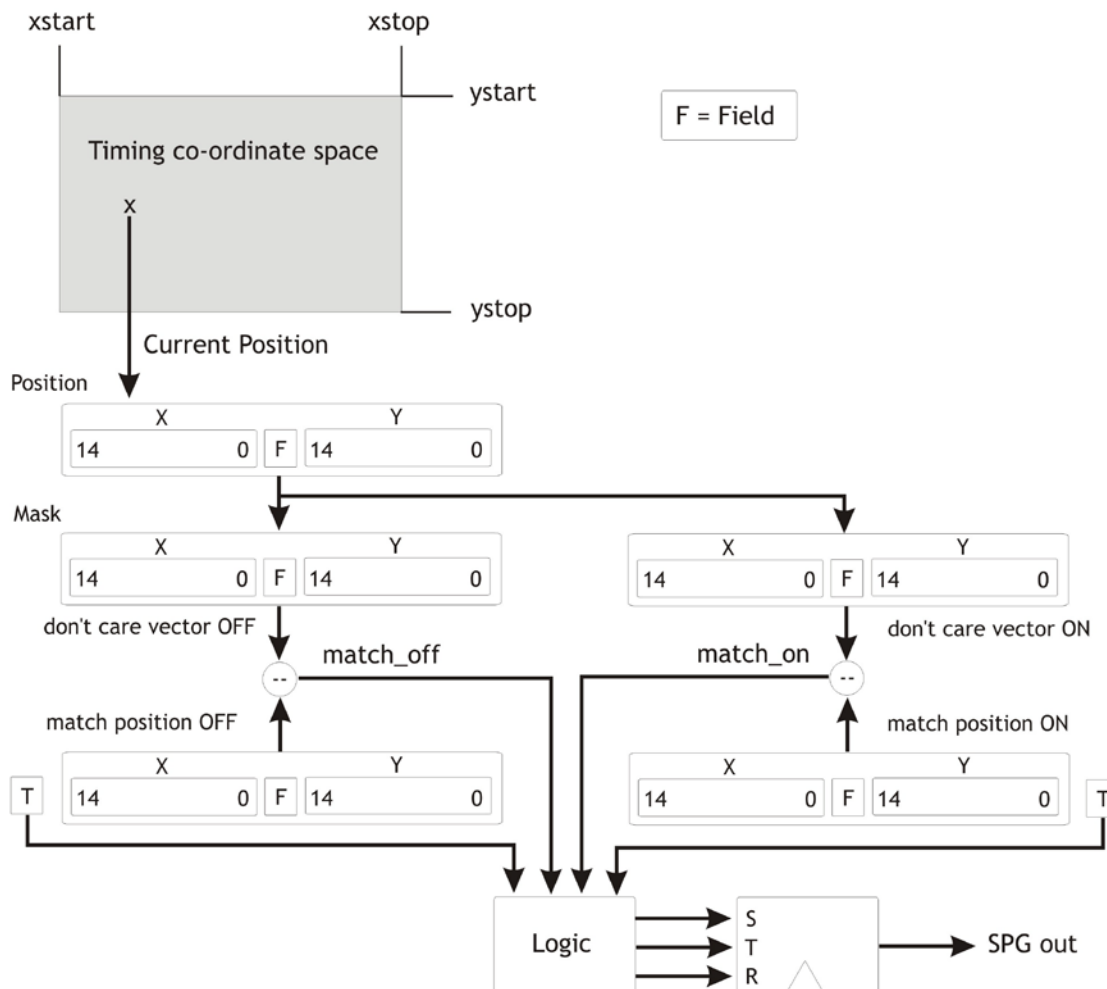 xstart xstop
ystart
F = Field
Timing co-ordinate space
x
ystop
Current Position
Position
X Y
14 0 F 14 0
Mask
X Y X Y
14 0 F 14 0 14 0 F 14 0
don't care vector OFF don't care vector ON
match_off match_on
-- --
match position OFF match position ON
X Y X Y
T 14 0 F 14 0 14 0 F 14 0 T
S
Logic T SPG out
R